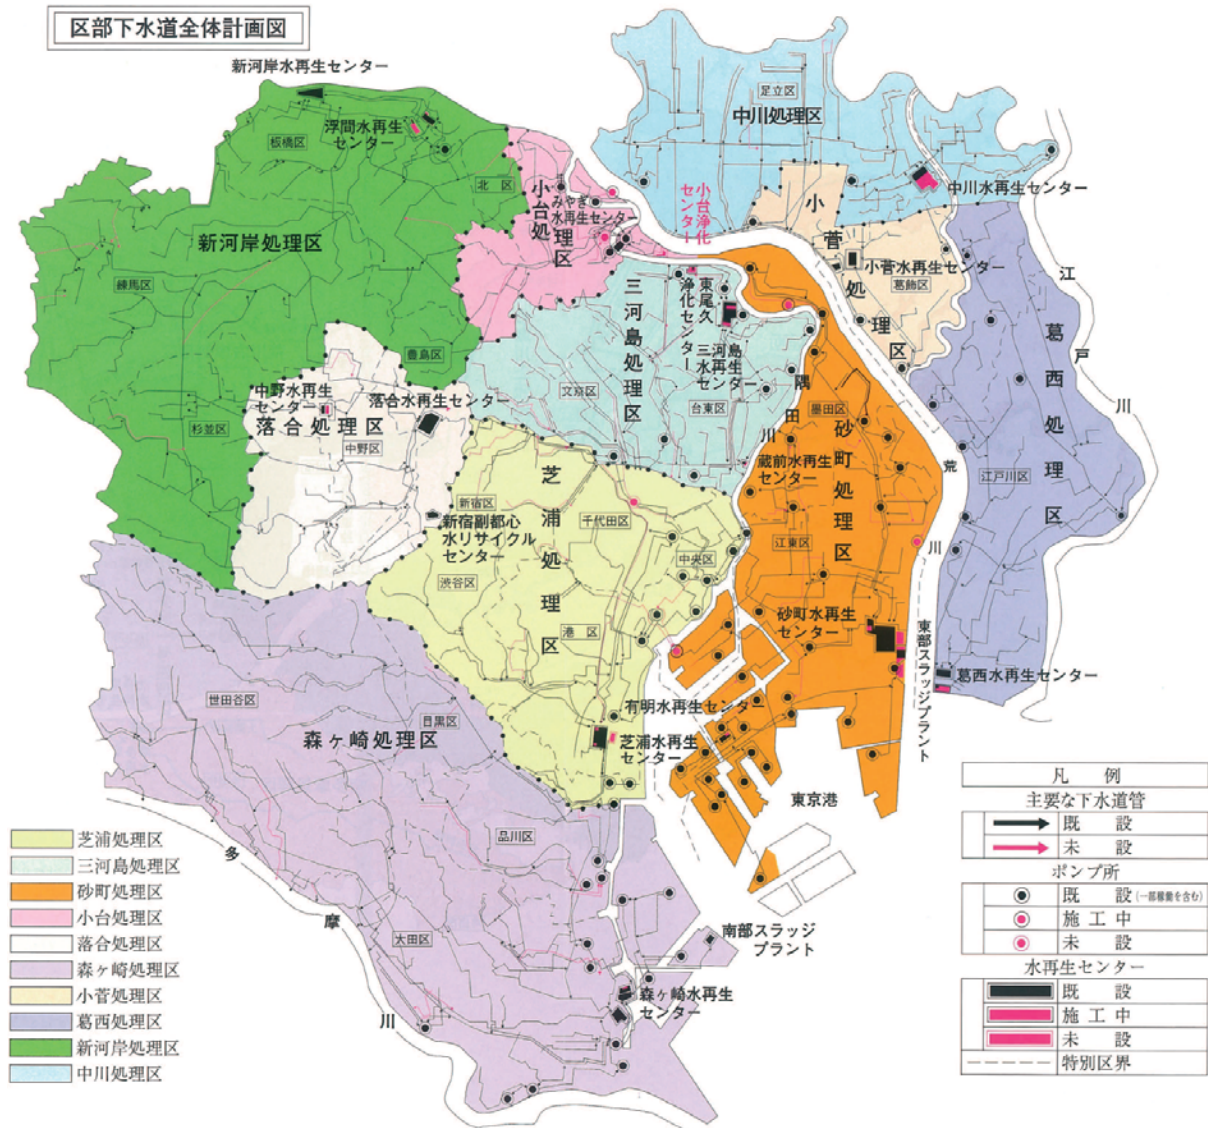 区部下水道全体計画図
新河岸水再生センター
浮間水再生
センター
板橋区
北 区
足立区
中川処理区
小台処理区
みやぎ
水再生センター
小台浄化
センター
中川水再生センター
小菅処理区
小菅水再生センター
葛飾区
新河岸処理区
練馬区
豊島区
三河島処理区
東尾久
浄化センター
三河島
水再生
センター
文京区
台東区
隅田川
墨田区
砂町処理区
荒川
江戸川
葛西処理区
江戸川区
中野水再生
センター
落合水再生センター
落合処理区
杉並区
中野区
蔵前水再生
センター
新宿区
新宿副都心
水リサイクル
センター
芝浦処理区
千代田区
中央区
江東区
渋谷区
港 区
砂町水再生
センター
東部スラッジプラント
葛西水再生センター
世田谷区
目黒区
森ヶ崎処理区
有明水再生センター
芝浦水再生
センター
東京港
品川区
大田区
多摩川
南部スラッジ
プラント
森ヶ崎水再生
センター
芝浦処理区
三河島処理区
砂町処理区
小台処理区
落合処理区
森ヶ崎処理区
小菅処理区
葛西処理区
新河岸処理区
中川処理区
凡 例
主要な下水道管
既 設
未 設
ポンプ所
既 設(一部稼働を含む)
施 工 中
未 設
水再生センター
既 設
施 工 中
未 設
特別区界